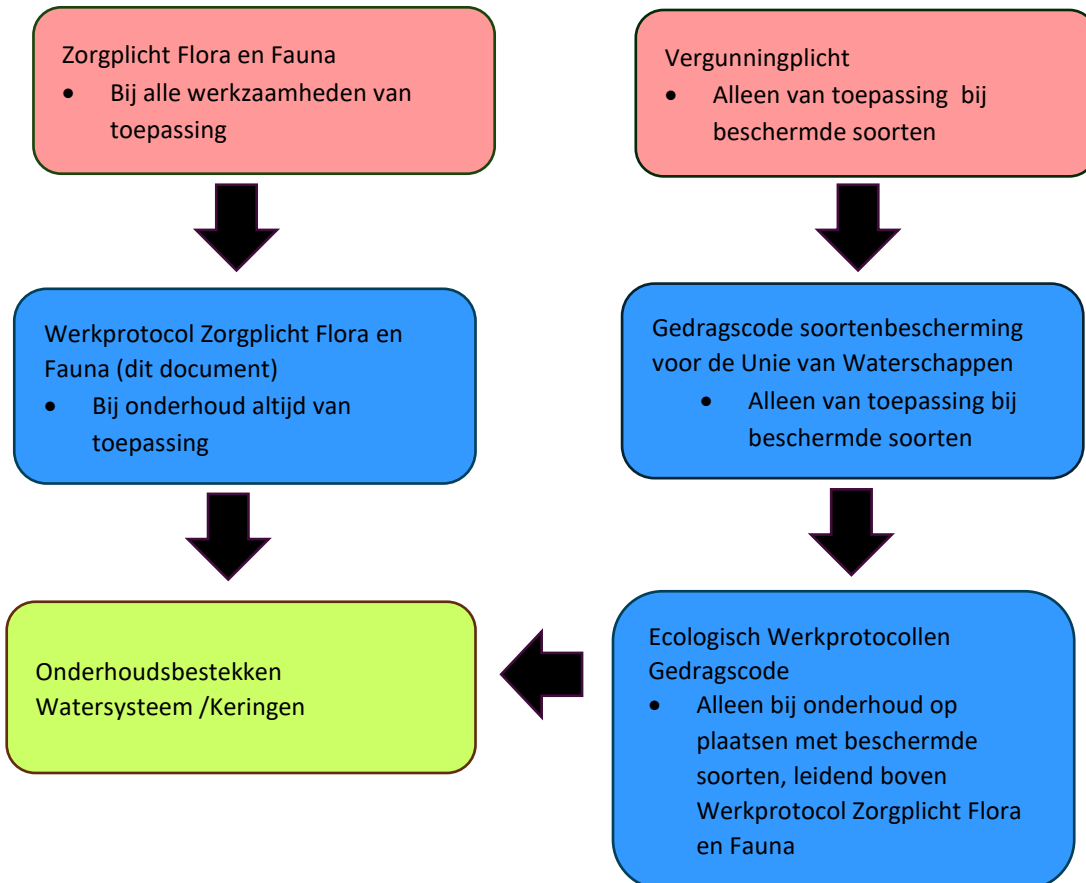 Zorgplicht Flora en Fauna
• Bij alle werkzaamheden van
toepassing
Vergunningplicht
• Alleen van toepassing bij
beschermde soorten
Werkprotocol Zorgplicht Flora en
Fauna (dit document)
• Bij onderhoud altijd van
toepassing
Gedragscode soortenbescherming
voor de Unie van Waterschappen
• Alleen van toepassing bij
beschermde soorten
Onderhoudsbestekken
Watersysteem /Keringen
Ecologisch Werkprotocollen
Gedragscode
• Alleen bij onderhoud op
plaatsen met beschermde
soorten, leidend boven
Werkprotocol Zorgplicht Flora
en Fauna